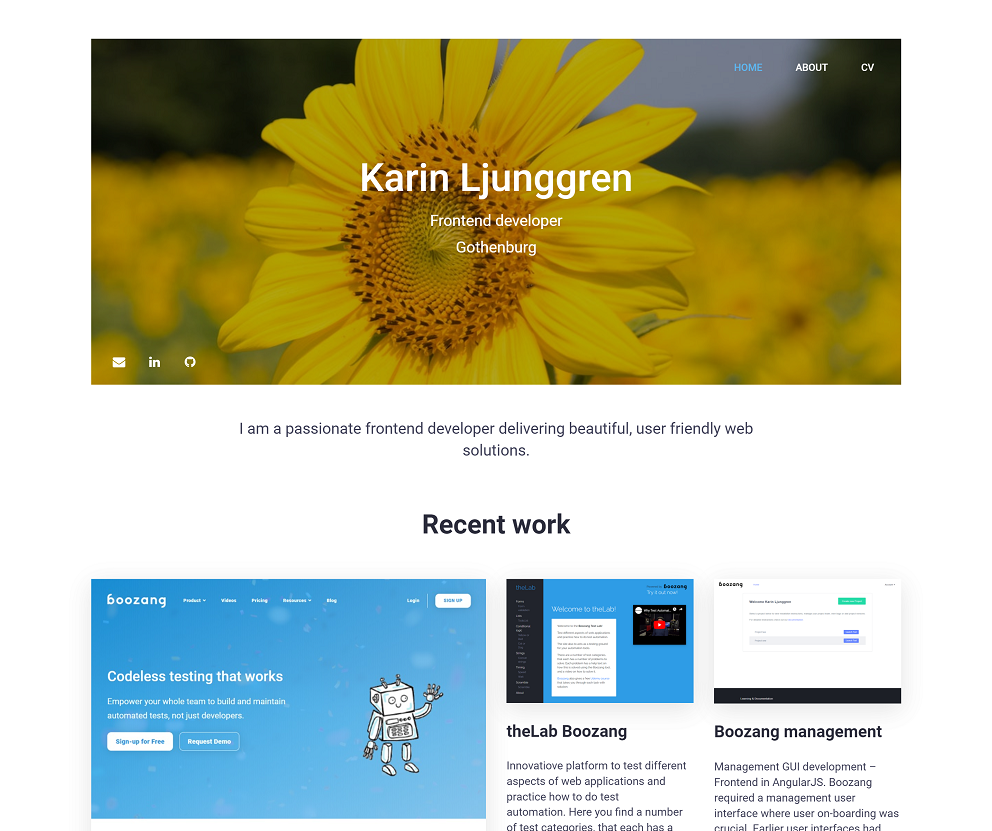 HOME ABOUT CV
Karin Ljunggren
Frontend developer
Gothenburg
I am a passionate frontend developer delivering beautiful, user friendly web
solutions.
Recent work
boozang Product Videos Pricing Resources Blog Login SIGN UP
Codeless testing that works
Empower your whole team to build and maintain
automated tests, not just developers.
Sign-up for Free Request Demo
theLab
boozang
Try it out now!
Welcome to theLab!
Why Test Automat...
theLab Boozang
Innovatiove platform to test different
aspects of web applications and
practice how to do test
automation. Here you find a number
of test categories, that each has a
boozang
Welcome Karin Ljunggren
Boozang management
Management GUI development –
Frontend in AngularJS. Boozang
required a management user
interface where user on-boarding was
crucial. Earlier user interfaces had